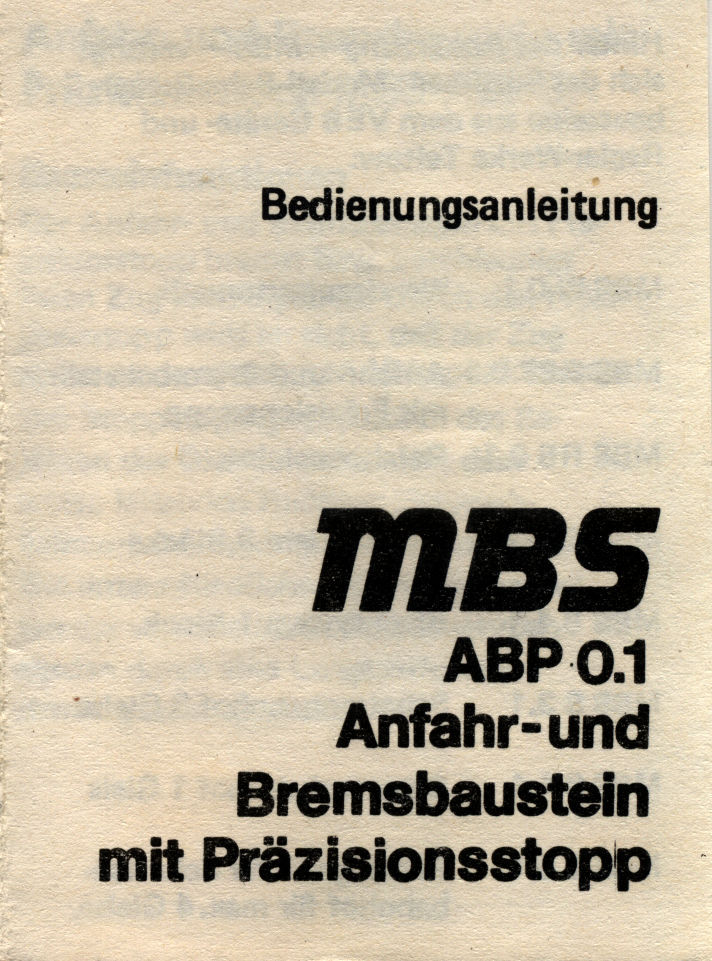 Bedienungsanleitung
MBS
ABP 0.1
Anfahr-und
Bremsbaustein
mit Präzisionsstopp